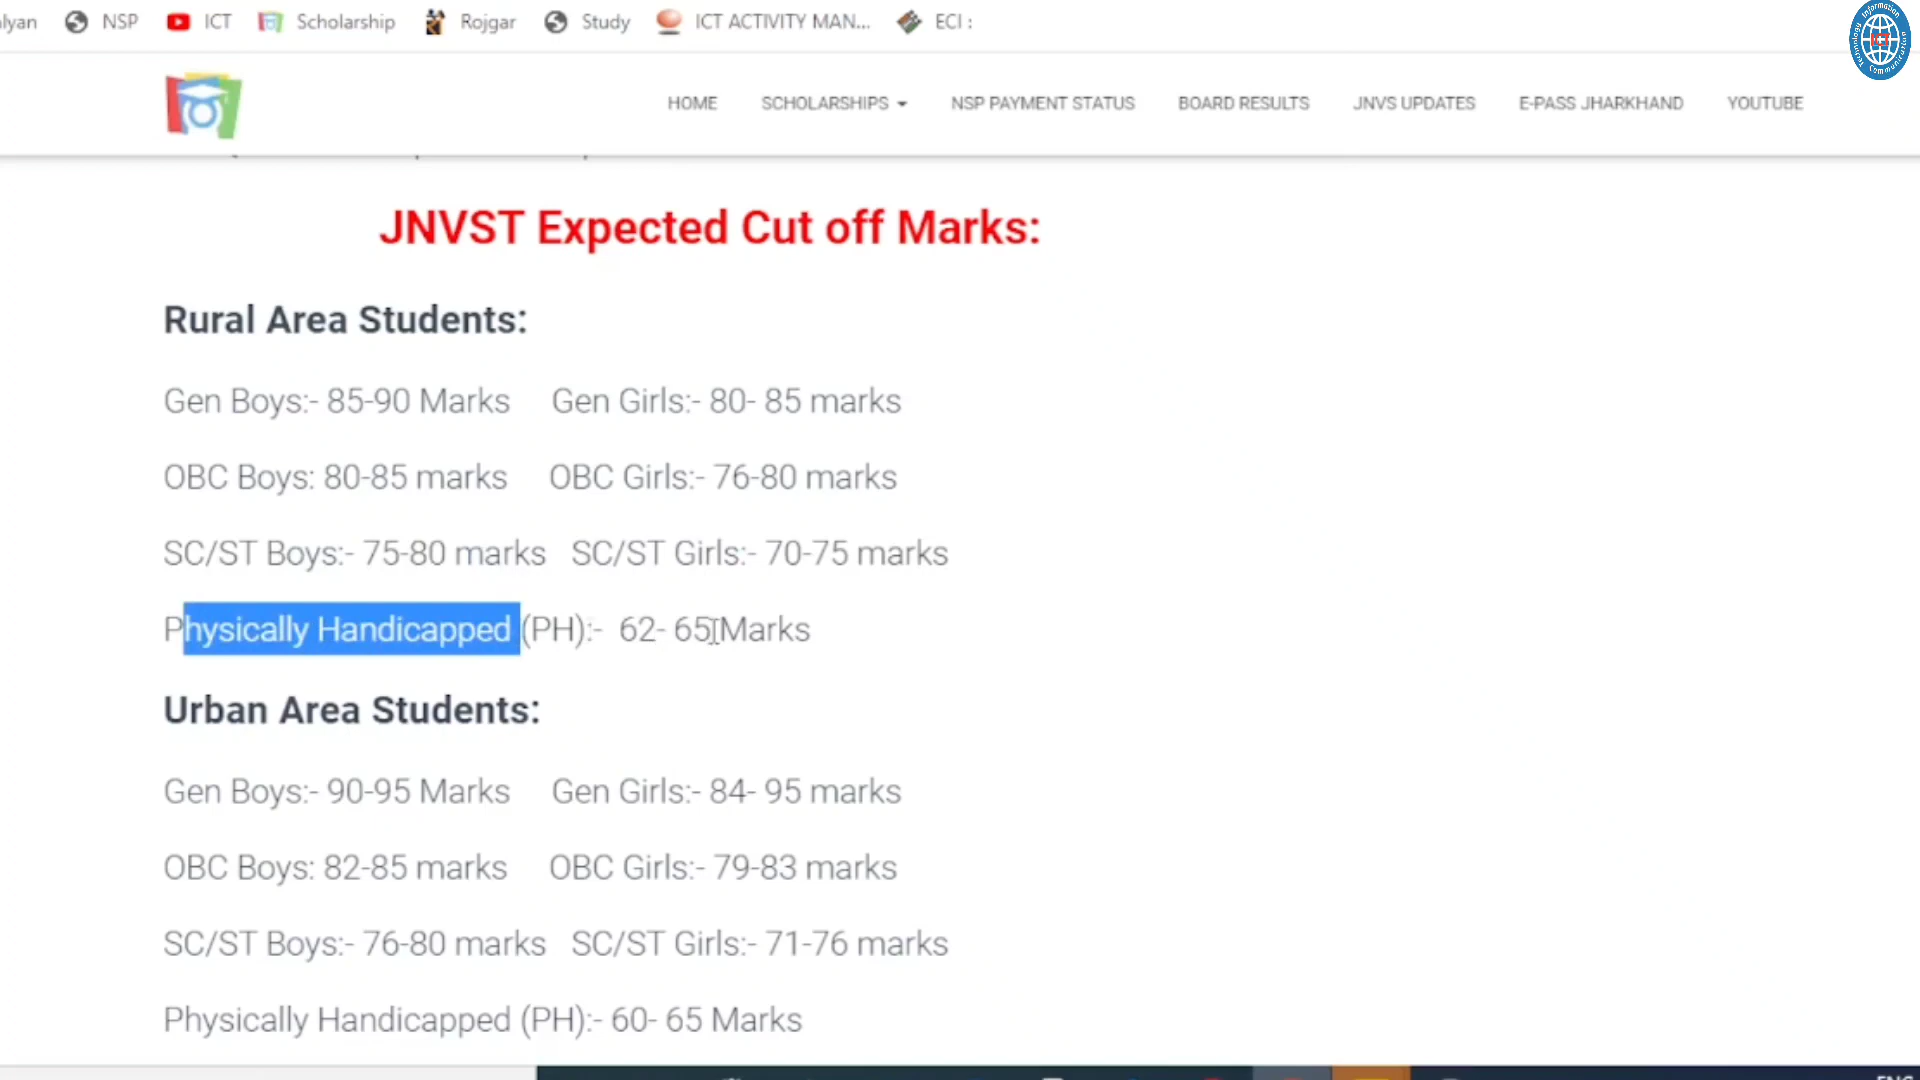 lyan NSP ICT Scholarship Rojgar Study ICT ACTIVITY MAN... ECI :
Information Communication Technology
HOME SCHOLARSHIPS NSP PAYMENT STATUS BOARD RESULTS JNVS UPDATES E-PASS JHARKHAND YOUTUBE
JNVST Expected Cut off Marks:
Rural Area Students:
Gen Boys:- 85-90 Marks Gen Girls:- 80- 85 marks
OBC Boys: 80-85 marks OBC Girls:- 76-80 marks
SC/ST Boys:- 75-80 marks SC/ST Girls:- 70-75 marks
Physically Handicapped (PH):- 62- 65 Marks
Urban Area Students:
Gen Boys:- 90-95 Marks Gen Girls:- 84- 95 marks
OBC Boys: 82-85 marks OBC Girls:- 79-83 marks
SC/ST Boys:- 76-80 marks SC/ST Girls:- 71-76 marks
Physically Handicapped (PH):- 60- 65 Marks